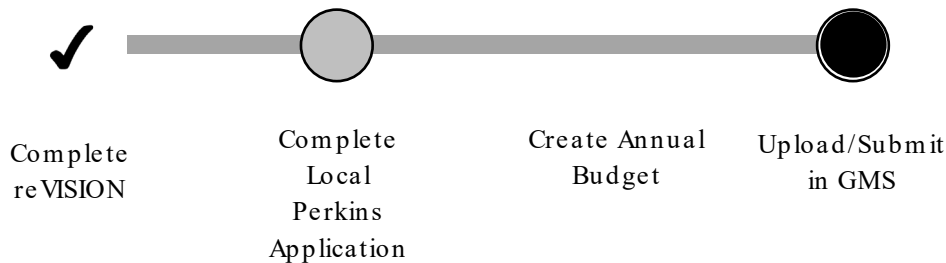 Complete
reVISION
Complete
Local
Perkins
Application
Create Annual
Budget
Upload/Submit
in GMS